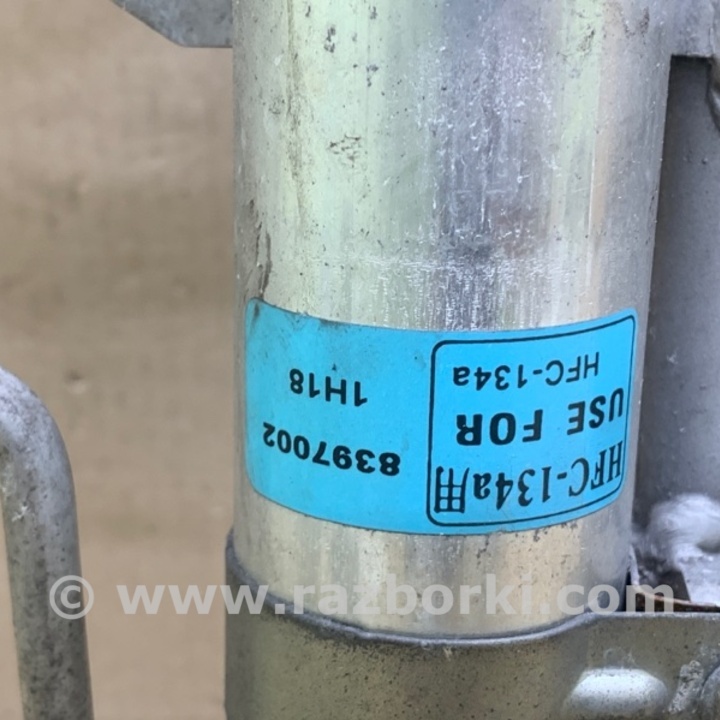 HFC-134a用
USE FOR
HFC-134a
8397002
1H18
© www.razborki.com